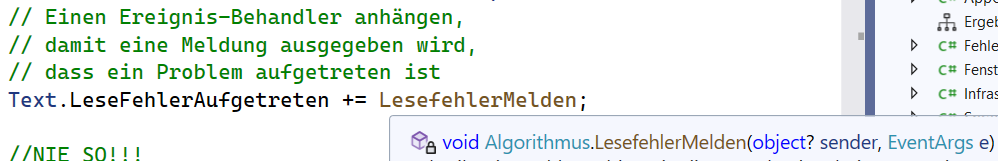 // Einen Ereignis-Behandler anhängen,
// damit eine Meldung ausgegeben wird,
// dass ein Problem aufgetreten ist
Text.LeseFehlerAufgetreten += LesefehlerMelden;
void Algorithmus.LesefehlerMelden(object? sender, EventArgs e)
//NIE SO!!!
Ergeb
C# Fehle
C# Fenst
C# Infras